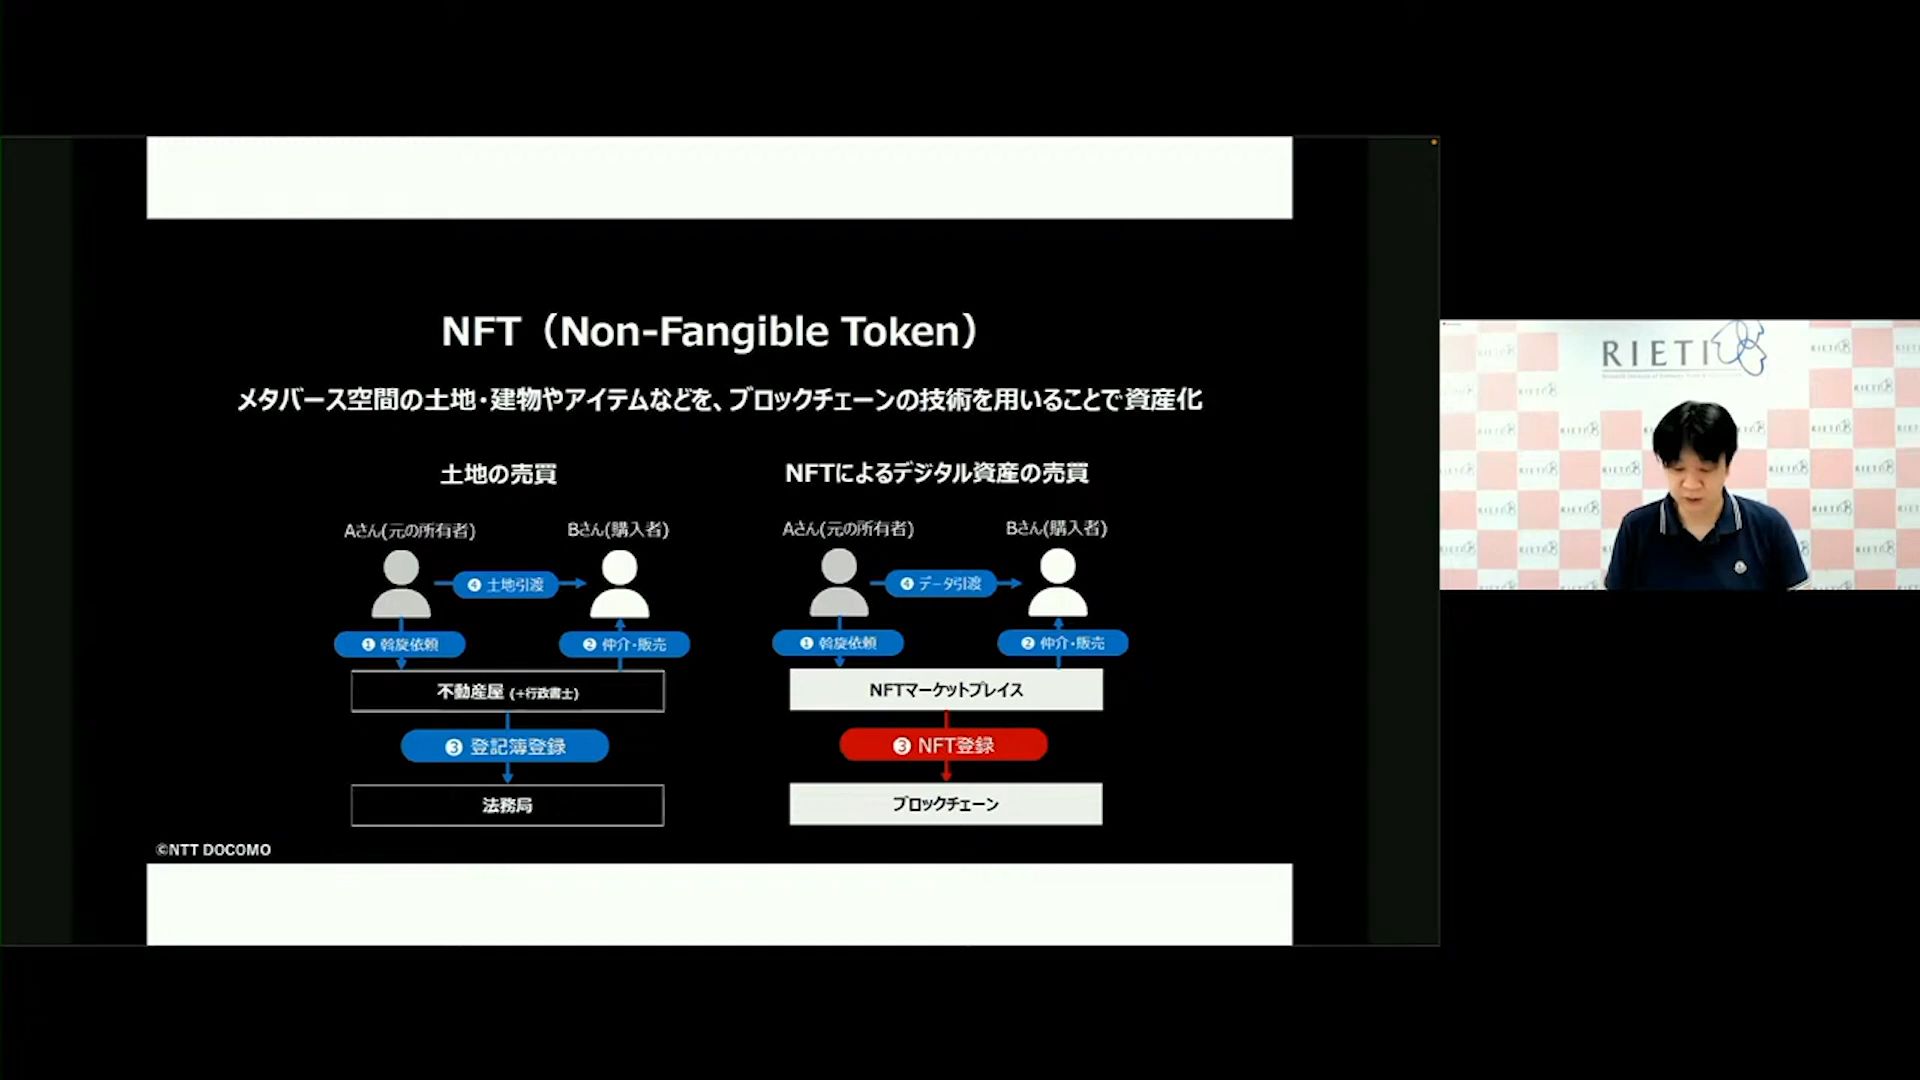 NFT（Non-Fangible Token）
メタバース空間の土地・建物やアイテムなどを、ブロックチェーンの技術を用いることで資産化
土地の売買
Aさん(元の所有者)
Bさん(購入者)
❹ 土地引渡
❶ 斡旋依頼
❷ 仲介・販売
不動産屋 (+行政書士)
❸ 登記簿登録
法務局
NFTによるデジタル資産の売買
Aさん(元の所有者)
Bさん(購入者)
❹ データ引渡
❶ 斡旋依頼
❷ 仲介・販売
NFTマーケットプレイス
❸ NFT登録
ブロックチェーン
©NTT DOCOMO
RIETI